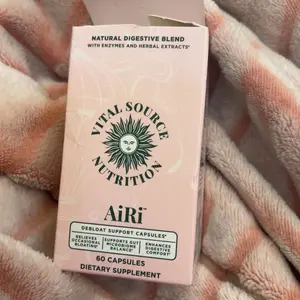 NATURAL DIGESTIVE BLEND
WITH ENZYMES AND HERBAL EXTRACTS*
VITAL SOURCE
NUTRITION
AiRi™
DEBLOAT SUPPORT CAPSULES*
RELIEVES
OCCASIONAL
BLOATING*
SUPPORTS GUT
MICROBIOME
BALANCE*
ENHANCES
DIGESTIVE
COMFORT*
60 CAPSULES
DIETARY SUPPLEMENT